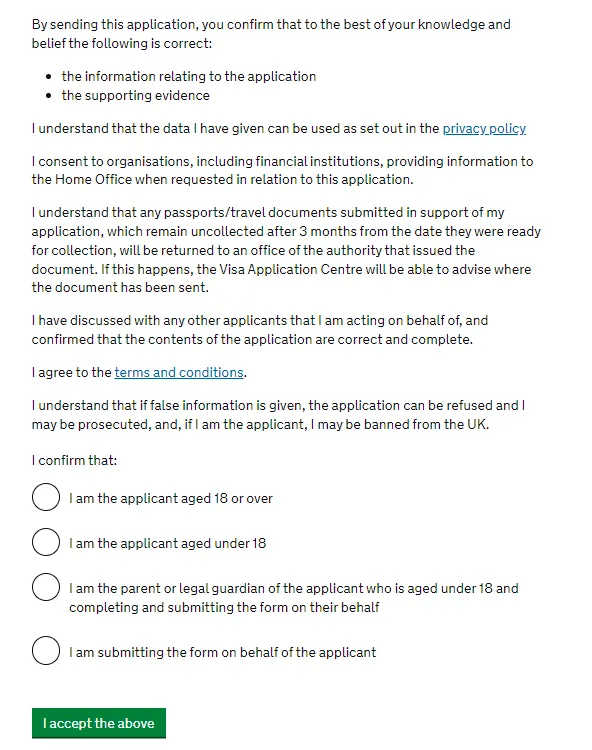 By sending this application, you confirm that to the best of your knowledge and
belief the following is correct:
• the information relating to the application
• the supporting evidence
I understand that the data I have given can be used as set out in the privacy policy
I consent to organisations, including financial institutions, providing information to
the Home Office when requested in relation to this application.
I understand that any passports/travel documents submitted in support of my
application, which remain uncollected after 3 months from the date they were ready
for collection, will be returned to an office of the authority that issued the
document. If this happens, the Visa Application Centre will be able to advise where
the document has been sent.
I have discussed with any other applicants that I am acting on behalf of, and
confirmed that the contents of the application are correct and complete.
I agree to the terms and conditions.
I understand that if false information is given, the application can be refused and I
may be prosecuted, and, if I am the applicant, I may be banned from the UK.
I confirm that:
I am the applicant aged 18 or over
I am the applicant aged under 18
I am the parent or legal guardian of the applicant who is aged under 18 and
completing and submitting the form on their behalf
I am submitting the form on behalf of the applicant
I accept the above